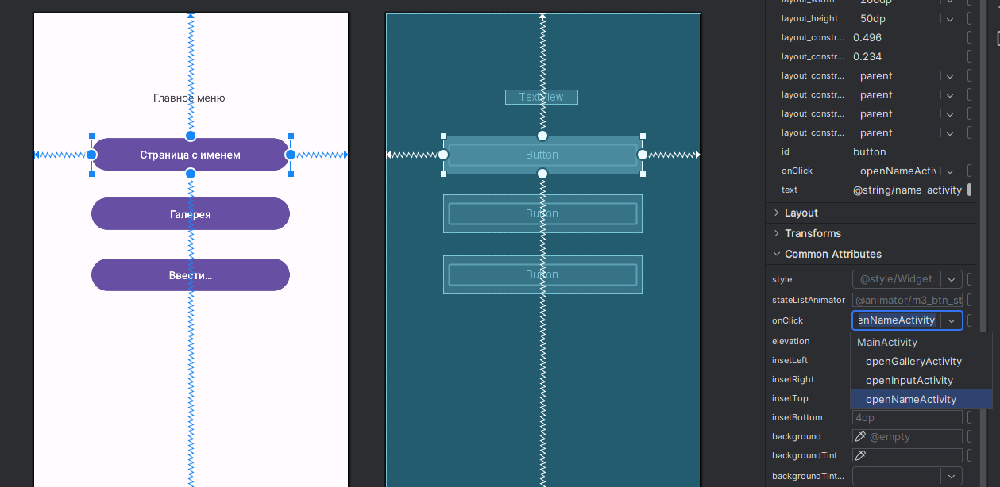 Главное меню
Страница с именем
Галерея
Ввести...
TextView
Button
Button
Button
layout_width 200dp
layout_height 50dp
layout_constr... 0.496
layout_constr... 0.234
layout_constr... parent
layout_constr... parent
layout_constr... parent
layout_constr... parent
id button
onClick openNameActiv
text @string/name_activity
Layout
Transforms
Common Attributes
style @style/Widget.
stateListAnimator @animator/m3_btn_st
onClick enNameActivity
elevation
MainActivity
insetLeft
openGalleryActivity
insetRight
openInputActivity
insetTop
openNameActivity
insetBottom 4dp
background @empty
backgroundTint
backgroundTint...